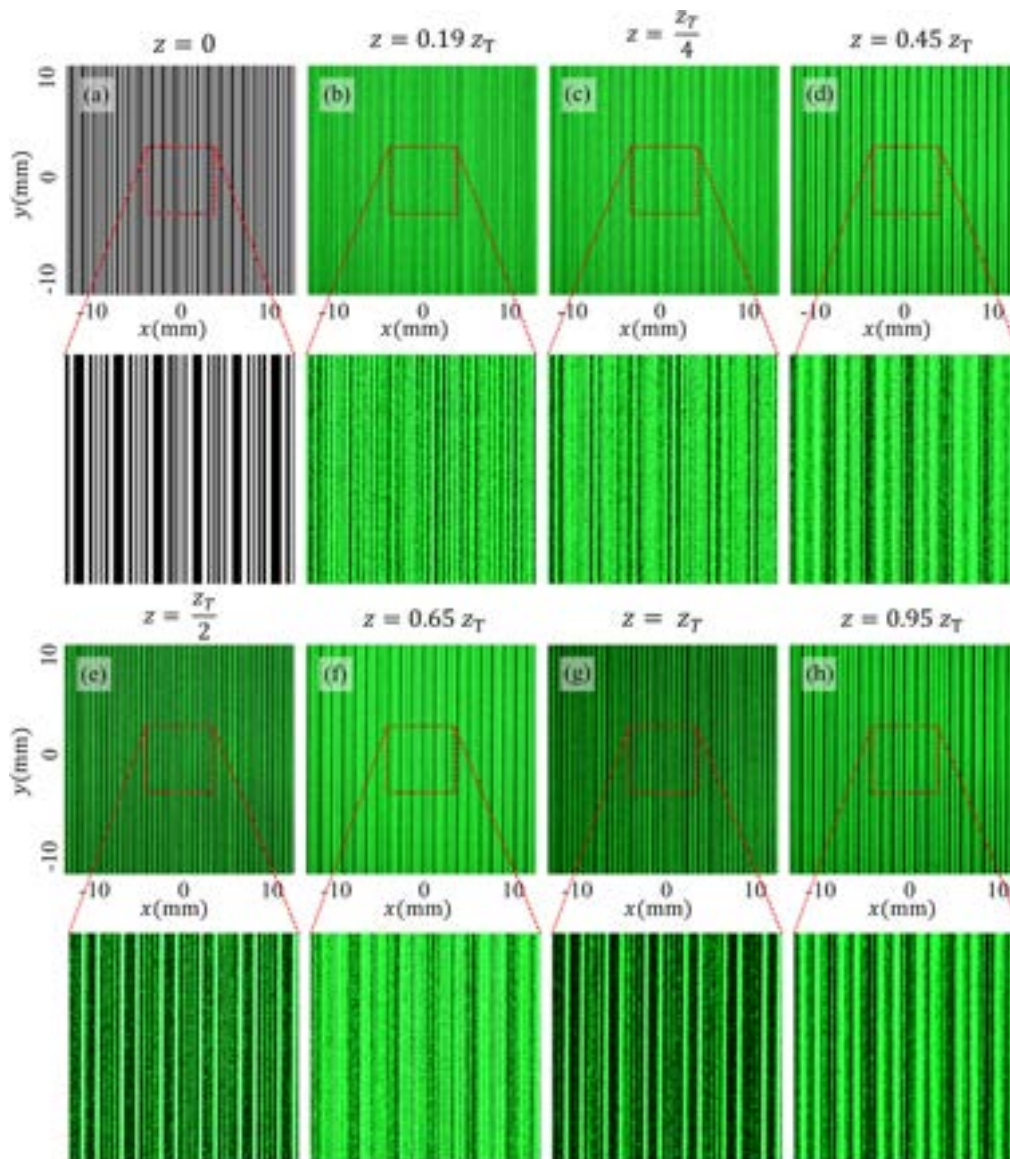 z = 0
z = 0.19 z_T
z = z_T/4
z = 0.45 z_T
(a)
(b)
(c)
(d)
10
0
-10
y(mm)
-10 0 10
x(mm)
-10 0 10
x(mm)
-10 0 10
x(mm)
-10 0 10
x(mm)
z = z_T/2
z = 0.65 z_T
z = z_T
z = 0.95 z_T
(e)
(f)
(g)
(h)
10
0
-10
y(mm)
-10 0 10
x(mm)
-10 0 10
x(mm)
-10 0 10
x(mm)
-10 0 10
x(mm)